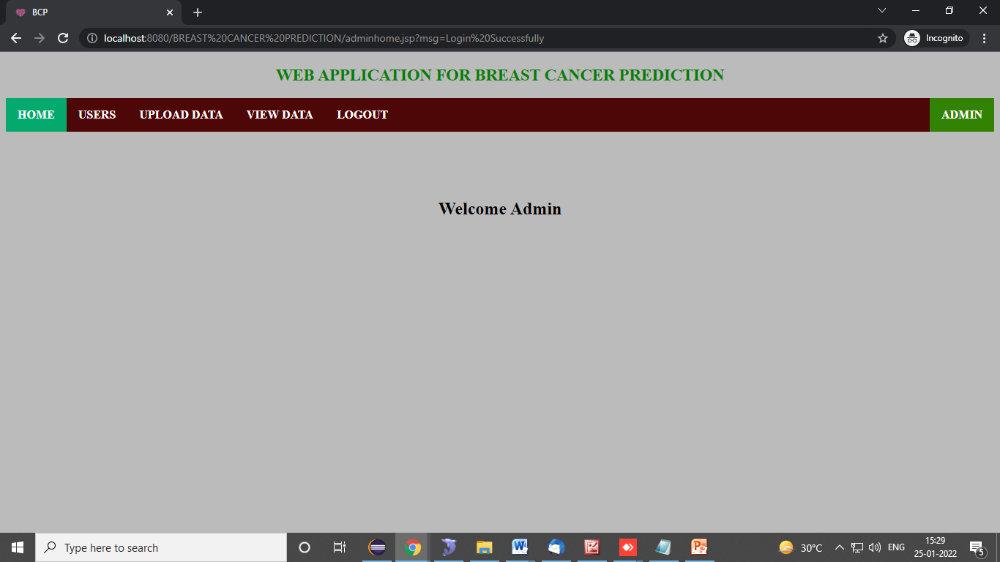 BCP
localhost:8080/BREAST%20CANCER%20PREDICTION/adminhome.jsp?msg=Login%20Successfully
Incognito
WEB APPLICATION FOR BREAST CANCER PREDICTION
HOME USERS UPLOAD DATA VIEW DATA LOGOUT ADMIN
Welcome Admin
Type here to search
30°C
ENG
15:29
25-01-2022
5